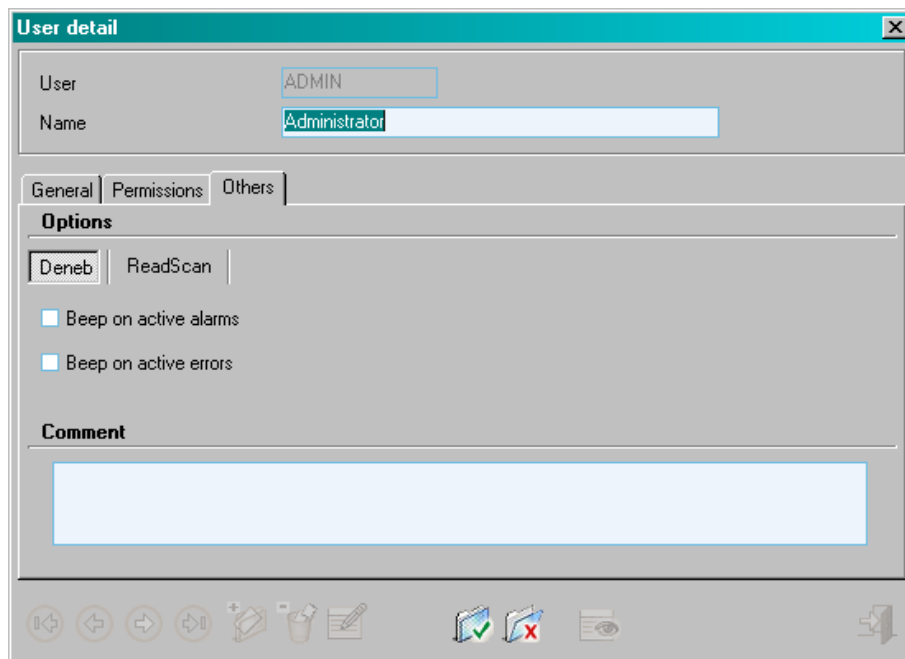 User detail
User ADMIN
Name Administrator
General Permissions Others
Options
Deneb ReadScan
Beep on active alarms
Beep on active errors
Comment